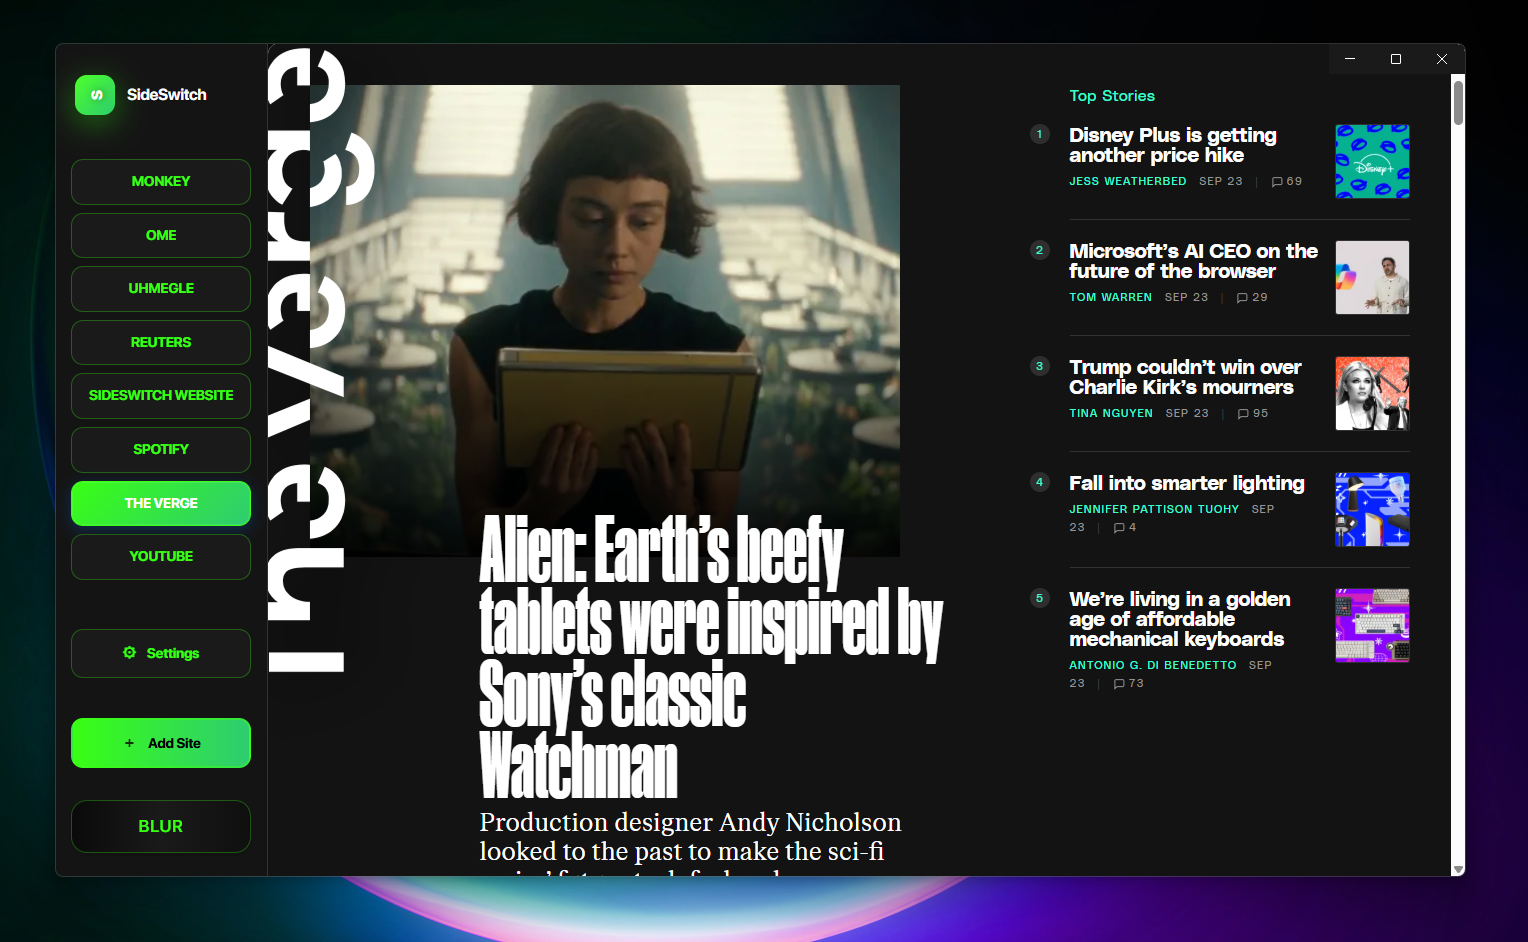 SideSwitch
MONKEY
OME
UHMEGLE
REUTERS
SIDESWITCH WEBSITE
SPOTIFY
THE VERGE
YOUTUBE
⚙ Settings
+ Add Site
BLUR
The Verge
Alien: Earth’s beefy
tablets were inspired by
Sony’s classic
Watchman
Production designer Andy Nicholson
looked to the past to make the sci-fi
Top Stories
1
Disney Plus is getting
another price hike
JESS WEATHERBED SEP 23 | 69
Disney+
2
Microsoft’s AI CEO on the
future of the browser
TOM WARREN SEP 23 | 29
3
Trump couldn’t win over
Charlie Kirk’s mourners
TINA NGUYEN SEP 23 | 95
4
Fall into smarter lighting
JENNIFER PATTISON TUOHY SEP
23 | 4
5
We’re living in a golden
age of affordable
mechanical keyboards
ANTONIO G. DI BENEDETTO SEP
23 | 73